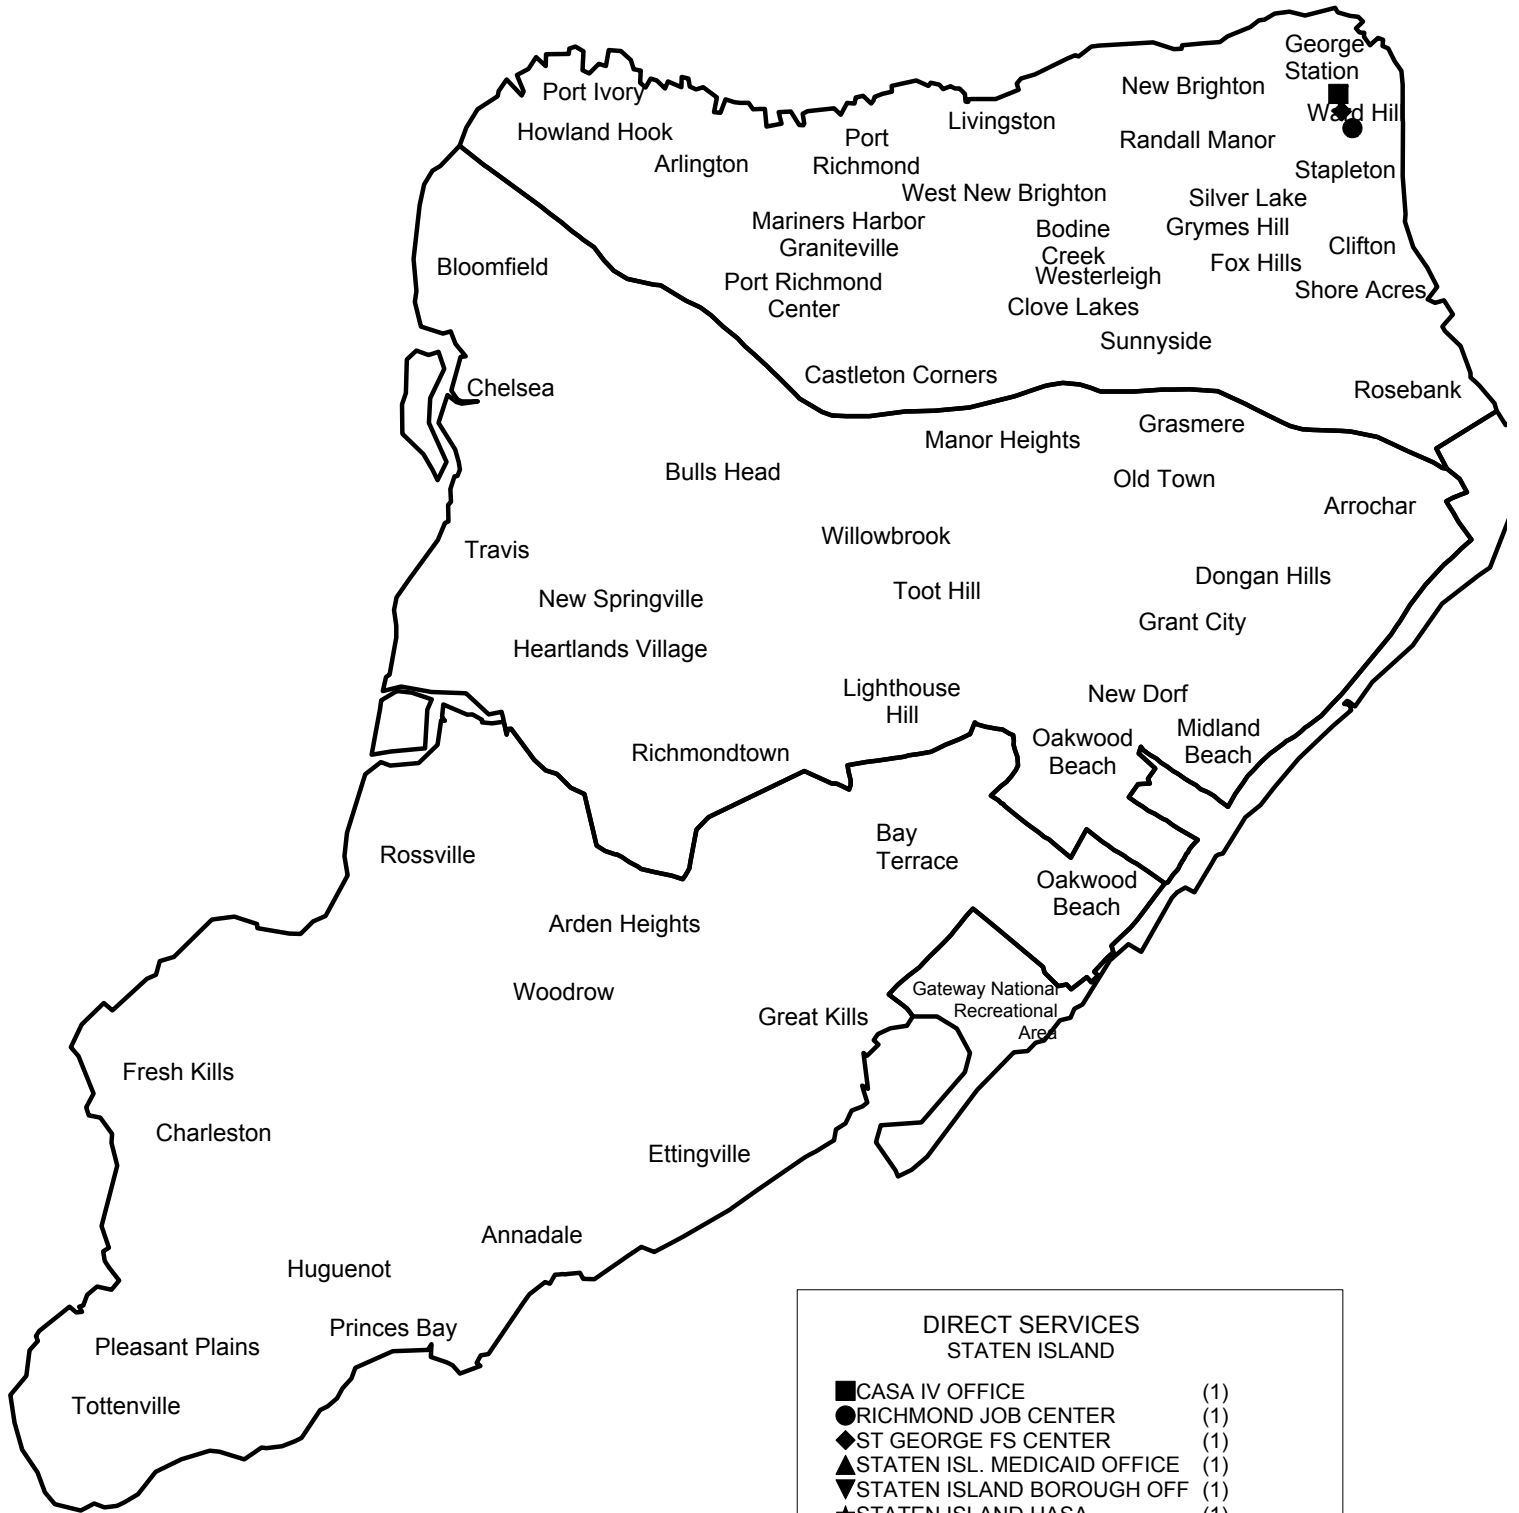 George
Station
New Brighton
Port Ivory
Ward Hill
Livingston
Howland Hook
Port
Richmond
Randall Manor
Arlington
Stapleton
West New Brighton
Silver Lake
Mariners Harbor
Graniteville
Bodine
Creek
Grymes Hill
Clifton
Bloomfield
Fox Hills
Westerleigh
Port Richmond
Center
Shore Acres
Clove Lakes
Sunnyside
Castleton Corners
Chelsea
Rosebank
Grasmere
Manor Heights
Bulls Head
Old Town
Arrochar
Willowbrook
Travis
Dongan Hills
Toot Hill
New Springville
Grant City
Heartlands Village
Lighthouse
Hill
New Dorf
Midland
Beach
Oakwood
Beach
Richmondtown
Bay
Terrace
Rossville
Oakwood
Beach
Arden Heights
Woodrow
Gateway National
Recreational
Area
Great Kills
Fresh Kills
Charleston
Ettingville
Annadale
Huguenot
Princes Bay
Pleasant Plains
Tottenville
DIRECT SERVICES
STATEN ISLAND
CASA IV OFFICE (1)
RICHMOND JOB CENTER (1)
ST GEORGE FS CENTER (1)
STATEN ISL. MEDICAID OFFICE (1)
STATEN ISLAND BOROUGH OFF (1)
STATEN ISLAND HASA (1)